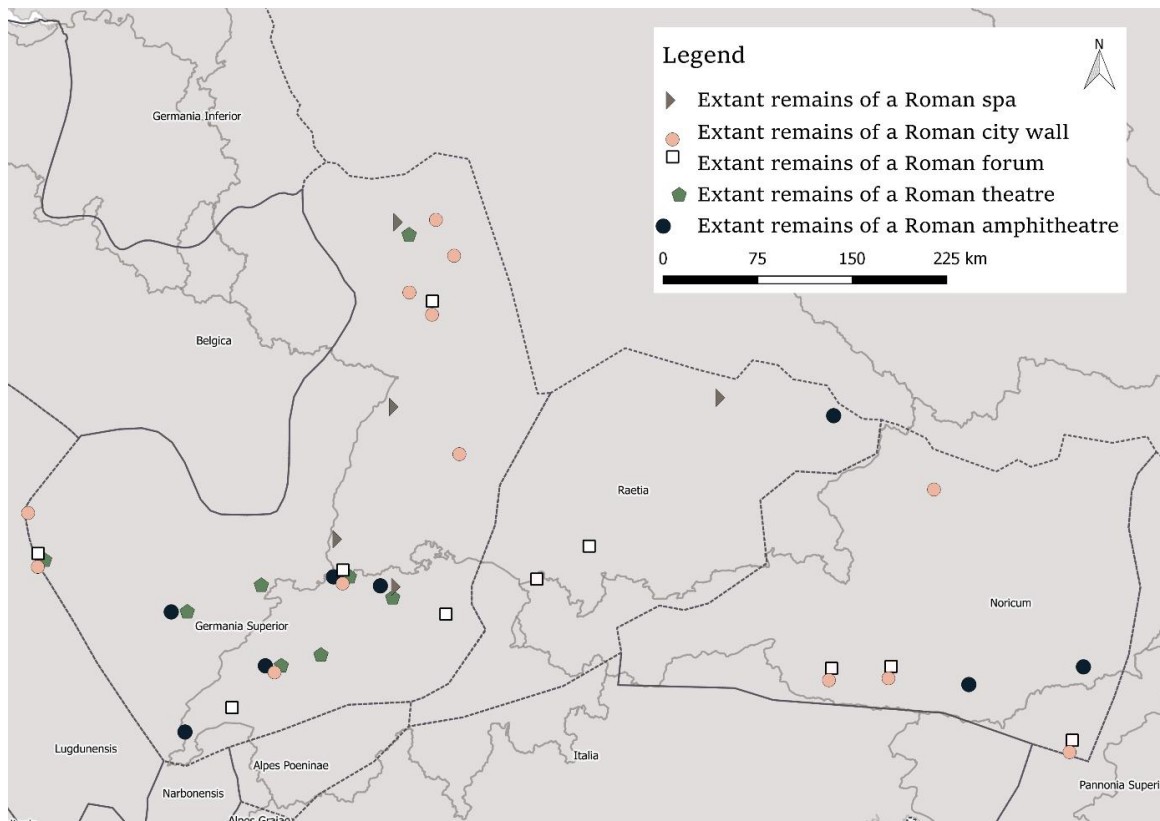 Legend
N
Extant remains of a Roman spa
Extant remains of a Roman city wall
Extant remains of a Roman forum
Extant remains of a Roman theatre
Extant remains of a Roman amphitheatre
0 75 150 225 km
Germania Inferior
Belgica
Raetia
Noricum
Germania Superior
Lugdunensis
Italia
Alpes Poeninae
Pannonia Superi
Narbonensis
Alpes Graiae